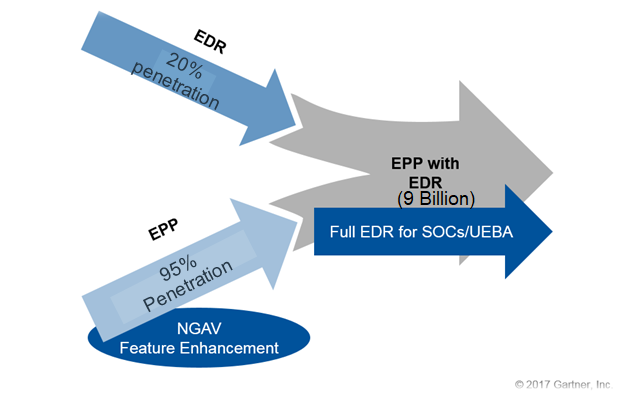 EDR
20%
penetration
EPP with
EDR
(9 Billion)
EPP
Full EDR for SOCs/UEBA
95%
Penetration
NGAV
Feature Enhancement
© 2017 Gartner, Inc.